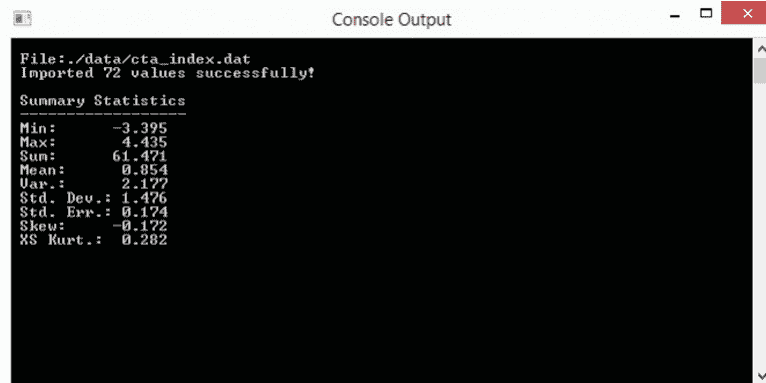 Console Output
File:./data/cta_index.dat
Imported 72 values successfully!
Summary Statistics
------------------
Min: -3.395
Max: 4.435
Sum: 61.471
Mean: 0.854
Var.: 2.177
Std. Dev.: 1.476
Std. Err.: 0.174
Skew: -0.172
XS Kurt.: 0.282